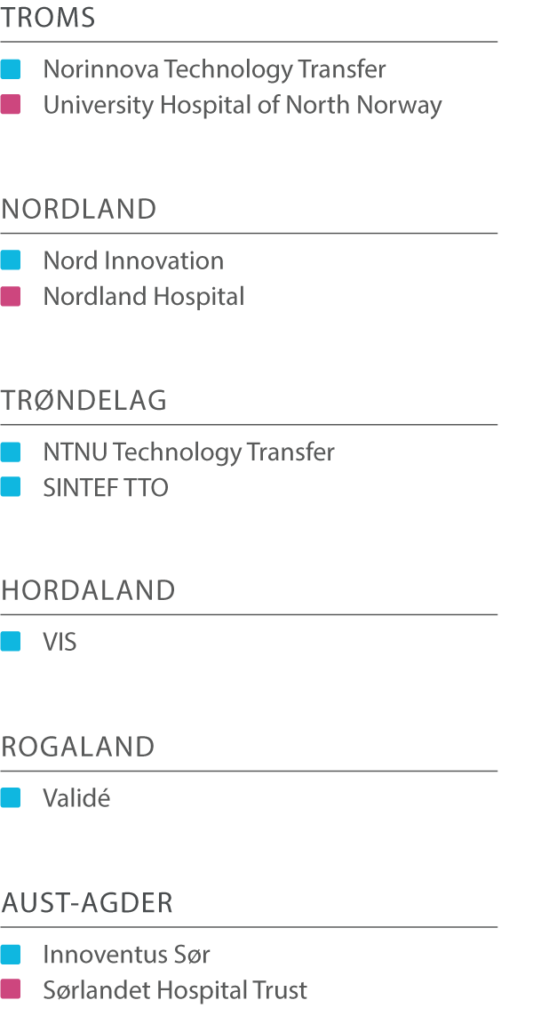 TROMS
Norinnova Technology Transfer
University Hospital of North Norway
NORDLAND
Nord Innovation
Nordland Hospital
TRØNDELAG
NTNU Technology Transfer
SINTEF TTO
HORDALAND
VIS
ROGALAND
Validé
AUST-AGDER
Innoventus Sør
Sørlandet Hospital Trust